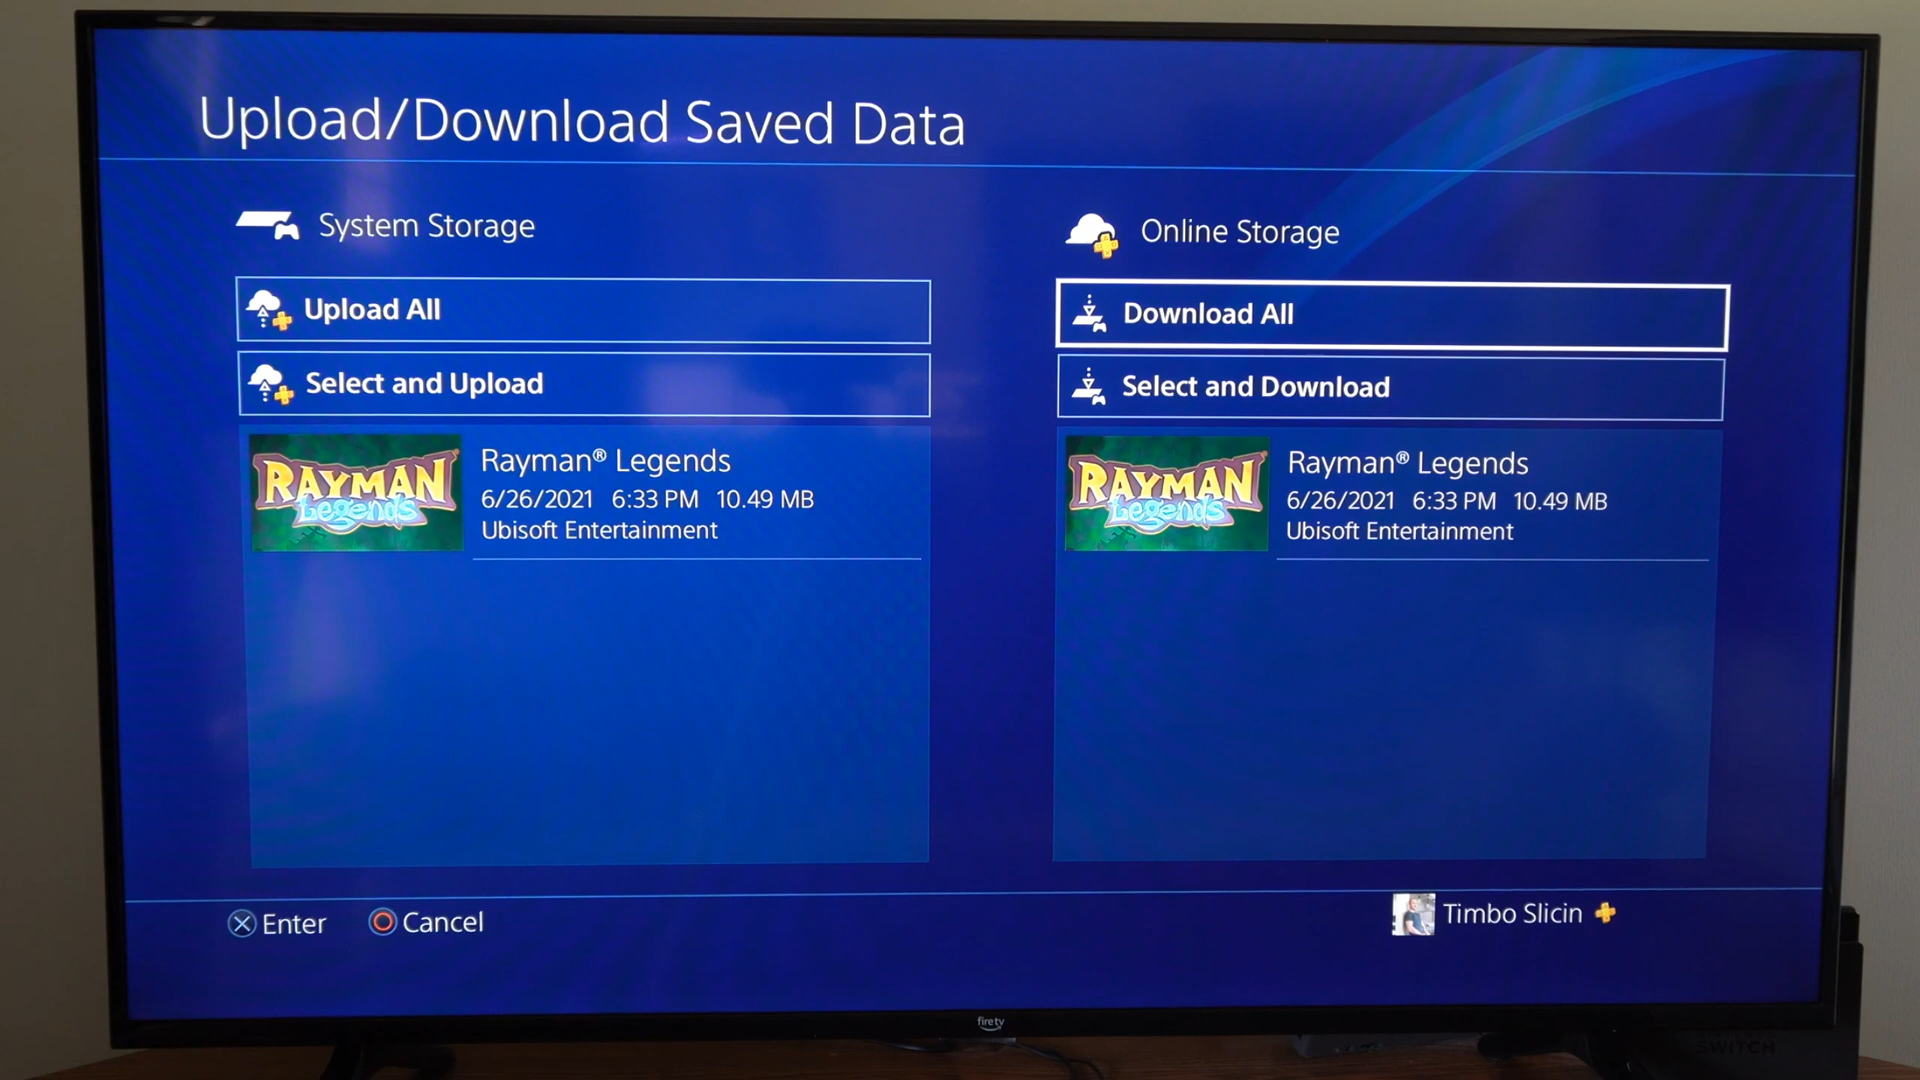 Upload/Download Saved Data
System Storage
Upload All
Select and Upload
RAYMAN
Legends
Rayman® Legends
6/26/2021 6:33 PM 10.49 MB
Ubisoft Entertainment
Online Storage
Download All
Select and Download
RAYMAN
Legends
Rayman® Legends
6/26/2021 6:33 PM 10.49 MB
Ubisoft Entertainment
Enter Cancel
Timbo Slicin
firetv
SWITCH